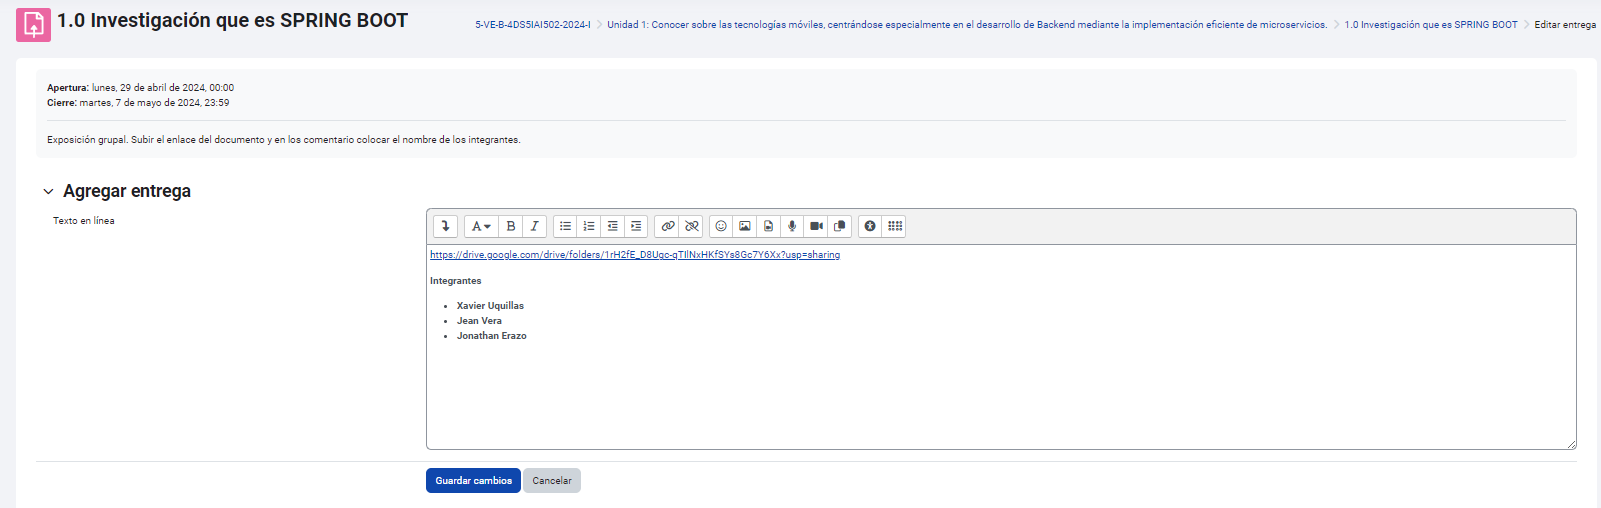 1.0 Investigación que es SPRING BOOT
5-VE-B-4DS5IAI502-2024-I > Unidad 1: Conocer sobre las tecnologías móviles, centrándose especialmente en el desarrollo de Backend mediante la implementación eficiente de microservicios. > 1.0 Investigación que es SPRING BOOT > Editar entrega
Apertura: lunes, 29 de abril de 2024, 00:00
Cierre: martes, 7 de mayo de 2024, 23:59
Exposición grupal. Subir el enlace del documento y en los comentario colocar el nombre de los integrantes.
Agregar entrega
Texto en línea
A B I
https://drive.google.com/drive/folders/1rH2fE_D8Uqc-qTIlNxHKfSYs8Gc7Y6Xx?usp=sharing
Integrantes
Xavier Uquillas
Jean Vera
Jonathan Erazo
Guardar cambios Cancelar